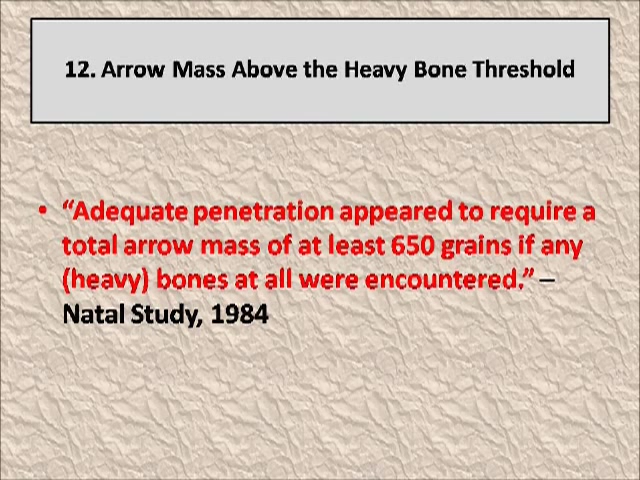 12. Arrow Mass Above the Heavy Bone Threshold
• “Adequate penetration appeared to require a
total arrow mass of at least 650 grains if any
(heavy) bones at all were encountered.” –
Natal Study, 1984